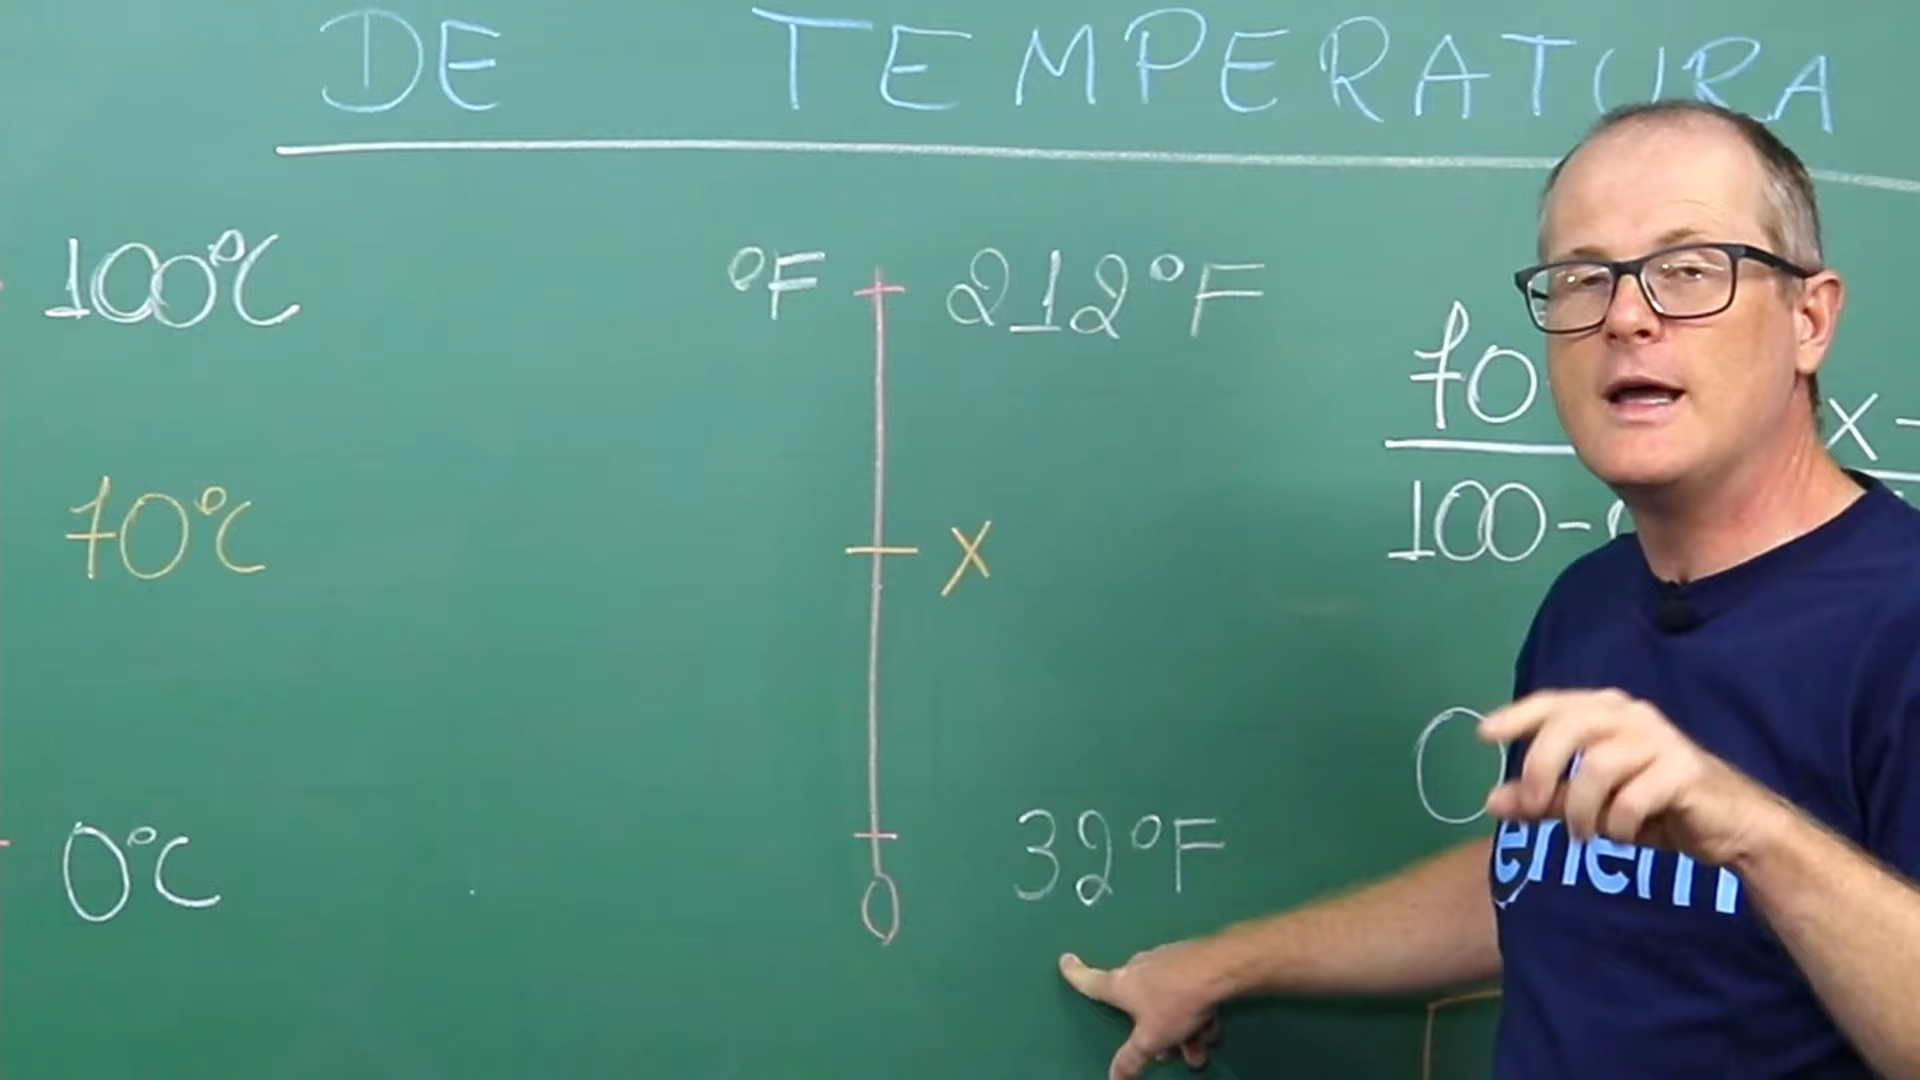 DE TEMPERATURA
100°C
°F
212°F
70
X -
100 -
70°C
X
0
0°C
32°F
enem